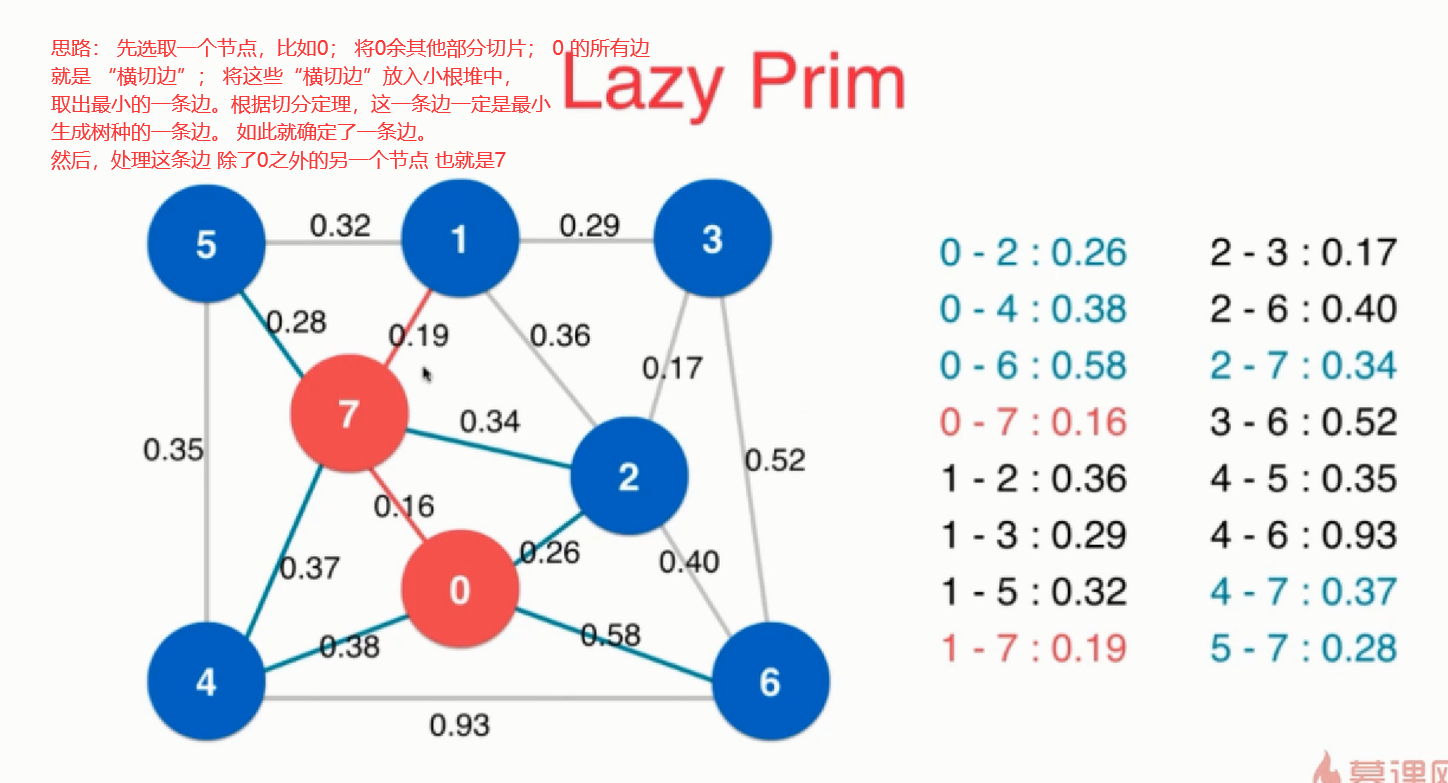 思路： 先选取一个节点，比如0； 将0余其他部分切片； 0 的所有边
就是 “横切边”； 将这些“横切边”放入小根堆中，
取出最小的一条边。根据切分定理，这一条边一定是最小
生成树种的一条边。 如此就确定了一条边。
然后，处理这条边 除了0之外的另一个节点 也就是7
Lazy Prim
5
0.32
1
0.29
3
0.28
0.19
0.36
0.17
7
0.34
0.35
2
0.52
0.16
0.26
0.40
0.37
0
0.38
0.58
4
6
0.93
0 - 2 : 0.26
0 - 4 : 0.38
0 - 6 : 0.58
0 - 7 : 0.16
1 - 2 : 0.36
1 - 3 : 0.29
1 - 5 : 0.32
1 - 7 : 0.19
2 - 3 : 0.17
2 - 6 : 0.40
2 - 7 : 0.34
3 - 6 : 0.52
4 - 5 : 0.35
4 - 6 : 0.93
4 - 7 : 0.37
5 - 7 : 0.28
慕课网